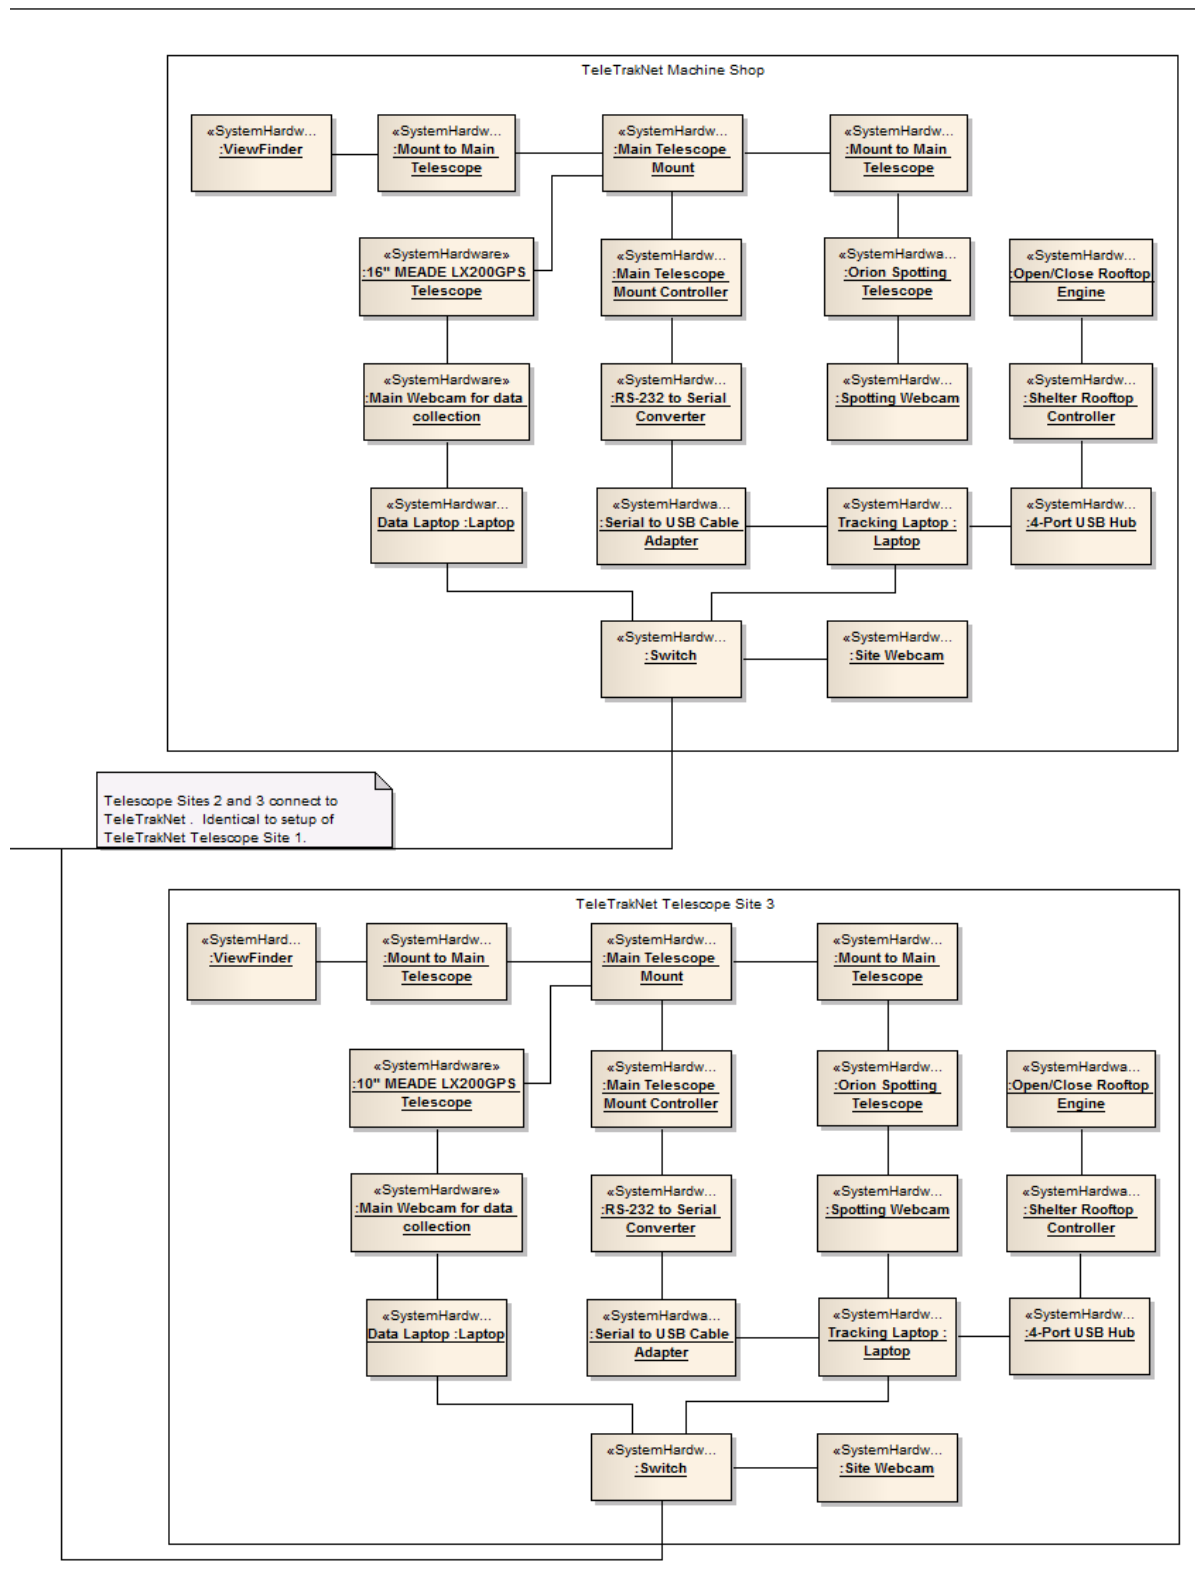 TeleTrakNet Machine Shop
«SystemHardw...
:ViewFinder
«SystemHardw...
:Mount to Main
Telescope
«SystemHardw...
:Main Telescope
Mount
«SystemHardw...
:Mount to Main
Telescope
«SystemHardware»
:16" MEADE LX200GPS
Telescope
«SystemHardw...
:Main Telescope
Mount Controller
«SystemHardwa...
:Orion Spotting
Telescope
«SystemHardw...
:Open/Close Rooftop
Engine
«SystemHardware»
:Main Webcam for data
collection
«SystemHardw...
:RS-232 to Serial
Converter
«SystemHardw...
:Spotting Webcam
«SystemHardw...
:Shelter Rooftop
Controller
«SystemHardwar...
Data Laptop :Laptop
«SystemHardwa...
:Serial to USB Cable
Adapter
«SystemHardw...
Tracking Laptop :
Laptop
«SystemHardw...
:4-Port USB Hub
«SystemHardw...
:Switch
«SystemHardw...
:Site Webcam
Telescope Sites 2 and 3 connect to
TeleTrakNet . Identical to setup of
TeleTrakNet Telescope Site 1.
TeleTrakNet Telescope Site 3
«SystemHard...
:ViewFinder
«SystemHardw...
:Mount to Main
Telescope
«SystemHardw...
:Main Telescope
Mount
«SystemHardw...
:Mount to Main
Telescope
«SystemHardware»
:10" MEADE LX200GPS
Telescope
«SystemHardw...
:Main Telescope
Mount Controller
«SystemHardw...
:Orion Spotting
Telescope
«SystemHardwa...
:Open/Close Rooftop
Engine
«SystemHardware»
:Main Webcam for data
collection
«SystemHardw...
:RS-232 to Serial
Converter
«SystemHardw...
:Spotting Webcam
«SystemHardwa...
:Shelter Rooftop
Controller
«SystemHardw...
Data Laptop :Laptop
«SystemHardwa...
:Serial to USB Cable
Adapter
«SystemHardw...
Tracking Laptop :
Laptop
«SystemHardw...
:4-Port USB Hub
«SystemHardw...
:Switch
«SystemHardw...
:Site Webcam